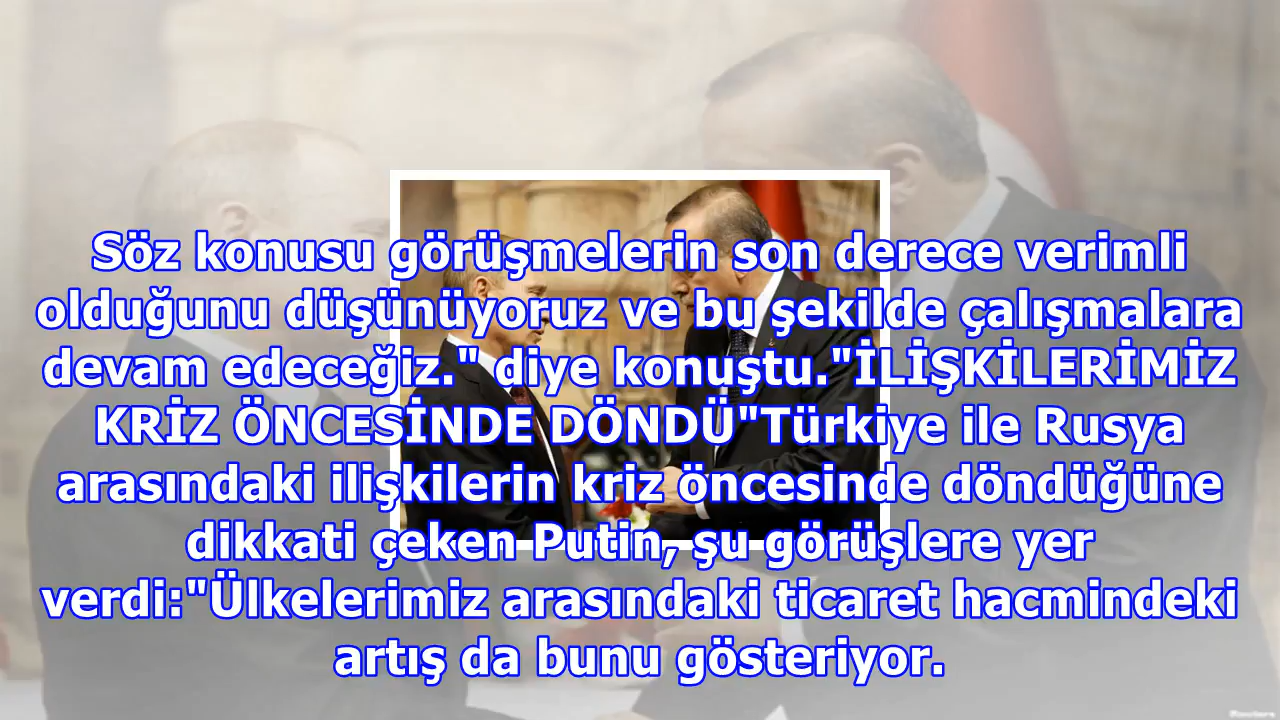 Söz konusu görüşmelerin son derece verimli
olduğunu düşünüyoruz ve bu şekilde çalışmalara
devam edeceğiz." diye konuştu."İLİŞKİLERİMİZ
KRİZ ÖNCESİNDE DÖNDÜ"Türkiye ile Rusya
arasındaki ilişkilerin kriz öncesinde döndüğüne
dikkati çeken Putin, şu görüşlere yer
verdi:"Ülkelerimiz arasındaki ticaret hacmindeki
artış da bunu gösteriyor.